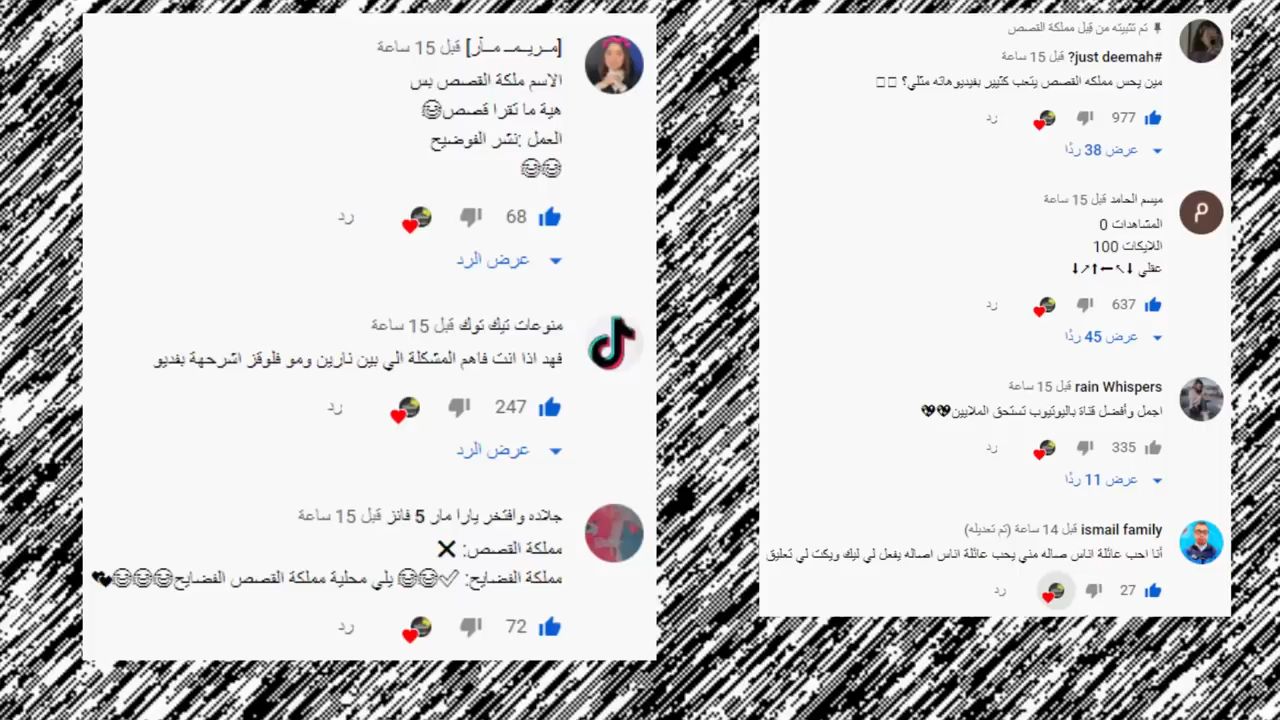 [مـريـمـ مـآر] قبل 15 ساعة
الاسم ملكة القصص بس
هية ما تقرا قصص😂
العمل :نشر الفوضيح
😂😂
68 رد
عرض الرد
منوعات تيك توك قبل 15 ساعة
فهد اذا انت فاهم المشكلة الي بين نارين ومو فلوقز اشرحهة بفديو
247 رد
عرض الرد
جلاده وافتخر يارا مار 5 فانز قبل 15 ساعة
مملكة القصص: ❌
مملكة الفضايح: ✓😂😂 يلي محلية مملكة القصص الفضايح😂😂😂💕
72 رد
تم تثبيته من قِبل مملكة القصص
#just deemah? قبل 15 ساعة
مين يحس مملكه القصص يتعب كثيير بفيديوهاته مثلي؟ □□
977 رد
عرض 38 ردًا
ميسم الحامد قبل 15 ساعة
م
المشاهدات 0
اللايكات 100
عقلي ⬇↖⬅⬆↗⬇
637 رد
عرض 45 ردًا
rain Whispers قبل 15 ساعة
اجمل وأفضل قناة باليوتيوب تستحق الملايين💖💖
335 رد
عرض 11 ردًا
ismail family قبل 14 ساعة (تم تعديله)
أنا احب عائلة اناس صاله مني يحب عائلة اناس اصاله يفعل لي ليك ويكت لي تعليق
27 رد